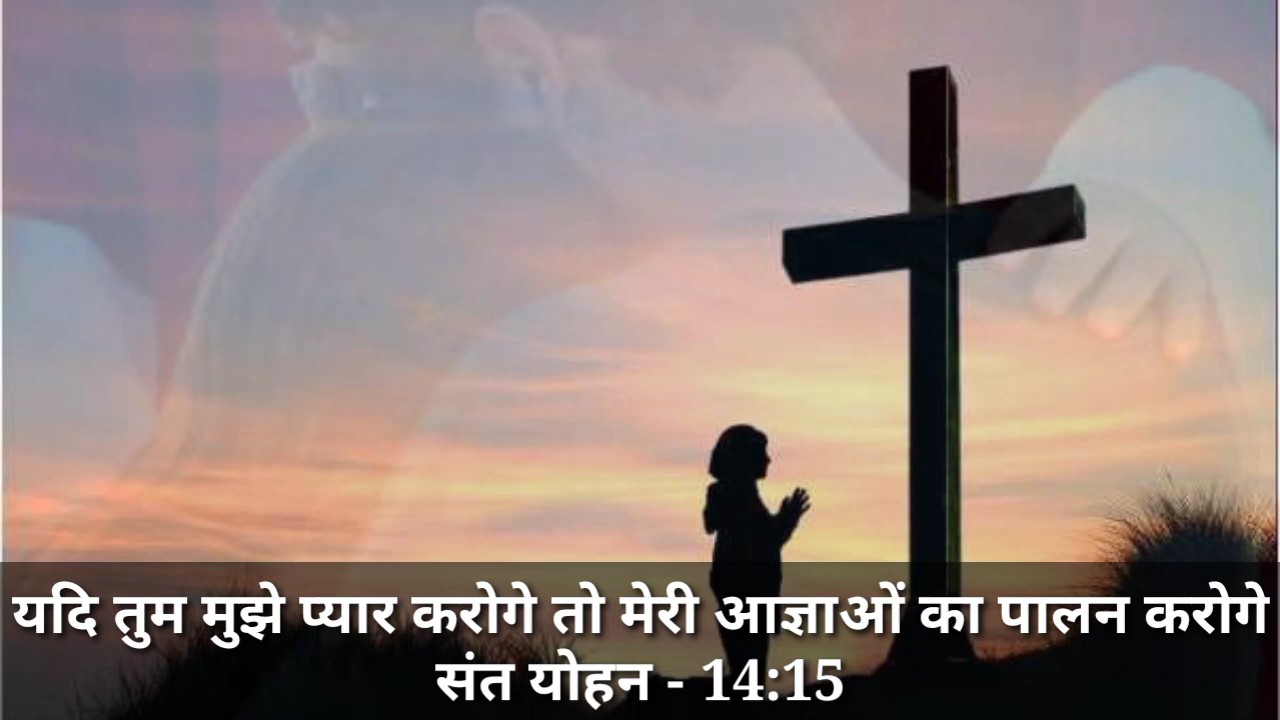 यदि तुम मुझे प्यार करोगे तो मेरी आज्ञाओं का पालन करोगे
संत योहन - 14:15